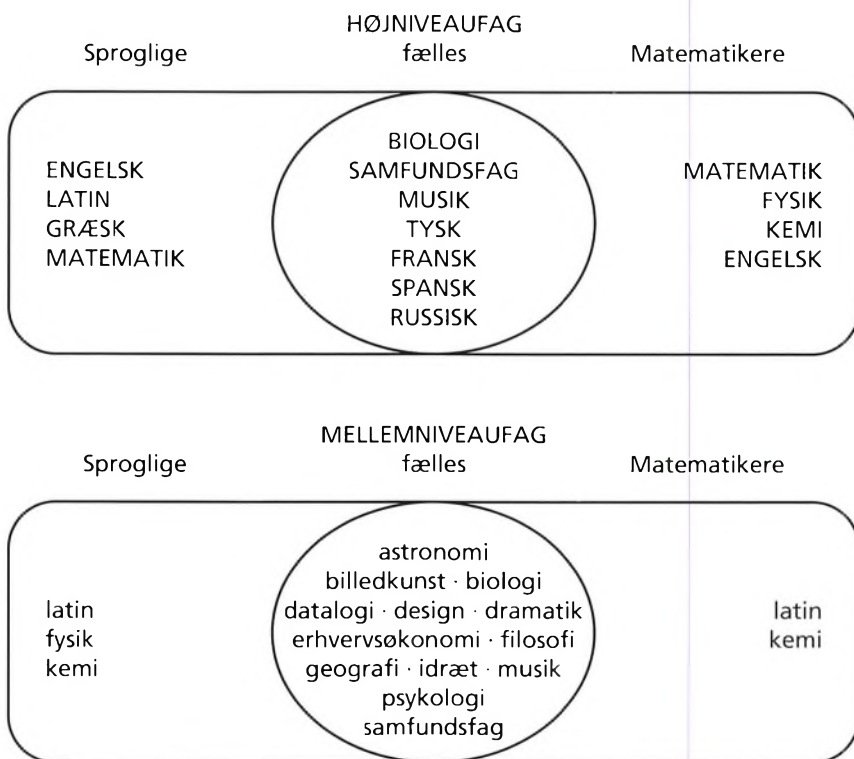 HØJNIVEAUFAG
Sproglige fælles Matematikere
BIOLOGI
ENGELSK SAMFUNDSFAG MATEMATIK
LATIN MUSIK FYSIK
GRÆSK TYSK KEMI
MATEMATIK FRANSK ENGELSK
SPANSK
RUSSISK
MELLEMNIVEAUFAG
Sproglige fælles Matematikere
astronomi
billedkunst · biologi
latin datalogi · design · dramatik latin
fysik erhvervsøkonomi · filosofi kemi
kemi geografi · idræt · musik
psykologi
samfundsfag